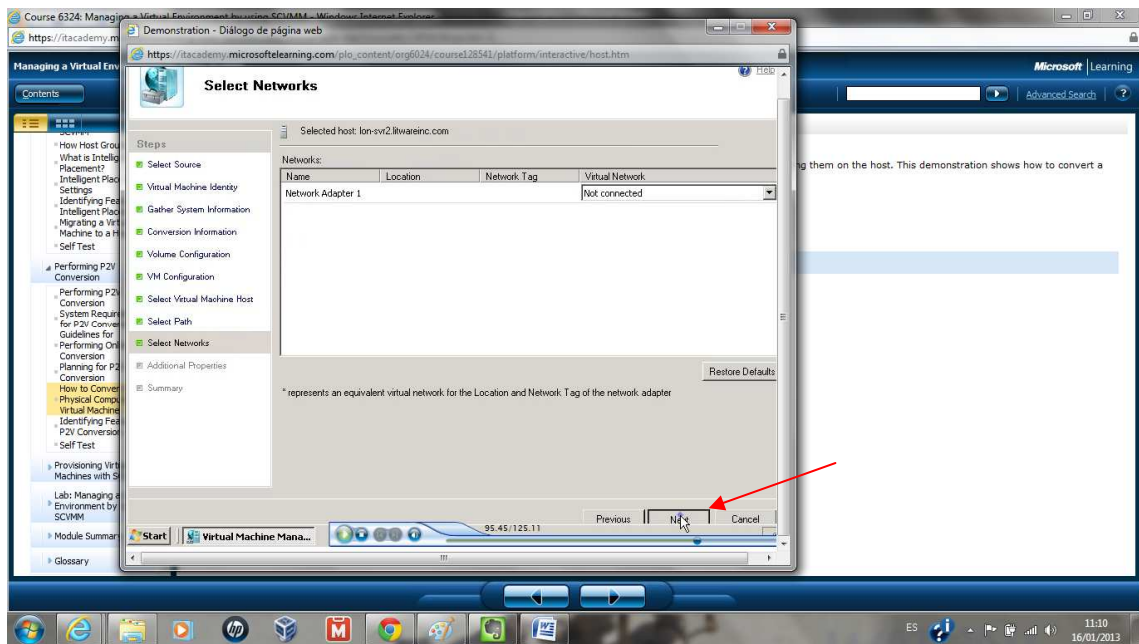 Course 6324: Managing a Virtual Environment by using SCVMM - Windows Internet Explorer
https://itacademy.m
Demonstration - Diálogo de página web
https://itacademy.microsoftelearning.com/plo_content/org6024/course128541/platform/interactive/host.htm
Managing a Virtual Env
Microsoft | Learning
Contents
Advanced Search
?
SCVMM
How Host Grou
What is Intellig
Placement?
Intelligent Plac
Settings
Identifying Fea
Intelligent Plac
Migrating a Virt
Machine to a H
Self Test
Performing P2V
Conversion
Performing P2V
Conversion
System Require
for P2V Conver
Guidelines for
Performing Onl
Conversion
Planning for P2
Conversion
How to Conver
Physical Compu
Virtual Machine
Identifying Fea
P2V Conversion
Self Test
Provisioning Virt
Machines with S
Lab: Managing a
Environment by
SCVMM
Module Summar
Glossary
Select Networks
Help
Steps
Select Source
Virtual Machine Identity
Gather System Information
Conversion Information
Volume Configuration
VM Configuration
Select Virtual Machine Host
Select Path
Select Networks
Additional Properties
Summary
Selected host: lon-svr2.litwareinc.com
Networks:
Name Location Network Tag Virtual Network
Network Adapter 1 Not connected
Restore Defaults
* represents an equivalent virtual network for the Location and Network Tag of the network adapter
Previous Next Cancel
Start Virtual Machine Mana... 95.45/125.11
ng them on the host. This demonstration shows how to convert a
ES
11:10
16/01/2013